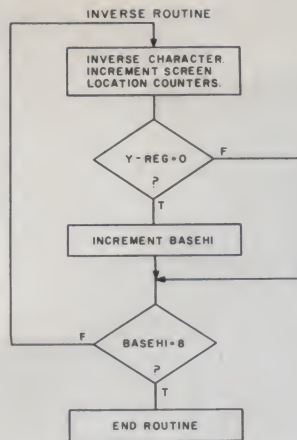 INVERSE ROUTINE
INVERSE CHARACTER.
INCREMENT SCREEN
LOCATION COUNTERS.
Y-REG=0
F
?
T
INCREMENT BASEHI
BASEHI=8
F
?
T
END ROUTINE